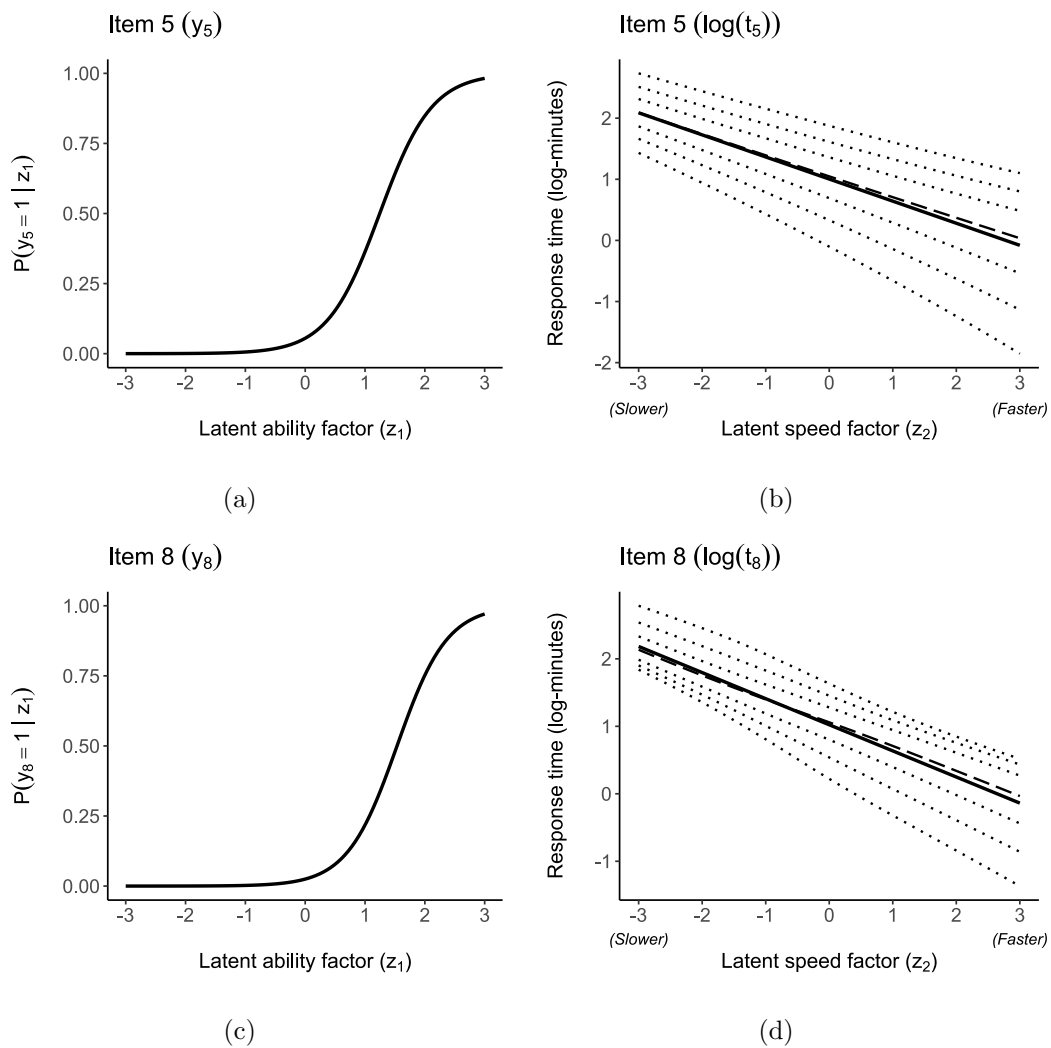 Item 5 (y₅)
P(y₅ = 1 | z₁)
1.00
0.75
0.50
0.25
0.00
-3 -2 -1 0 1 2 3
Latent ability factor (z₁)
(a)
Item 5 (log(t₅))
Response time (log-minutes)
2
1
0
-1
-2
-3 -2 -1 0 1 2 3
(Slower) (Faster)
Latent speed factor (z₂)
(b)
Item 8 (y₈)
P(y₈ = 1 | z₁)
1.00
0.75
0.50
0.25
0.00
-3 -2 -1 0 1 2 3
Latent ability factor (z₁)
(c)
Item 8 (log(t₈))
Response time (log-minutes)
2
1
0
-1
-3 -2 -1 0 1 2 3
(Slower) (Faster)
Latent speed factor (z₂)
(d)